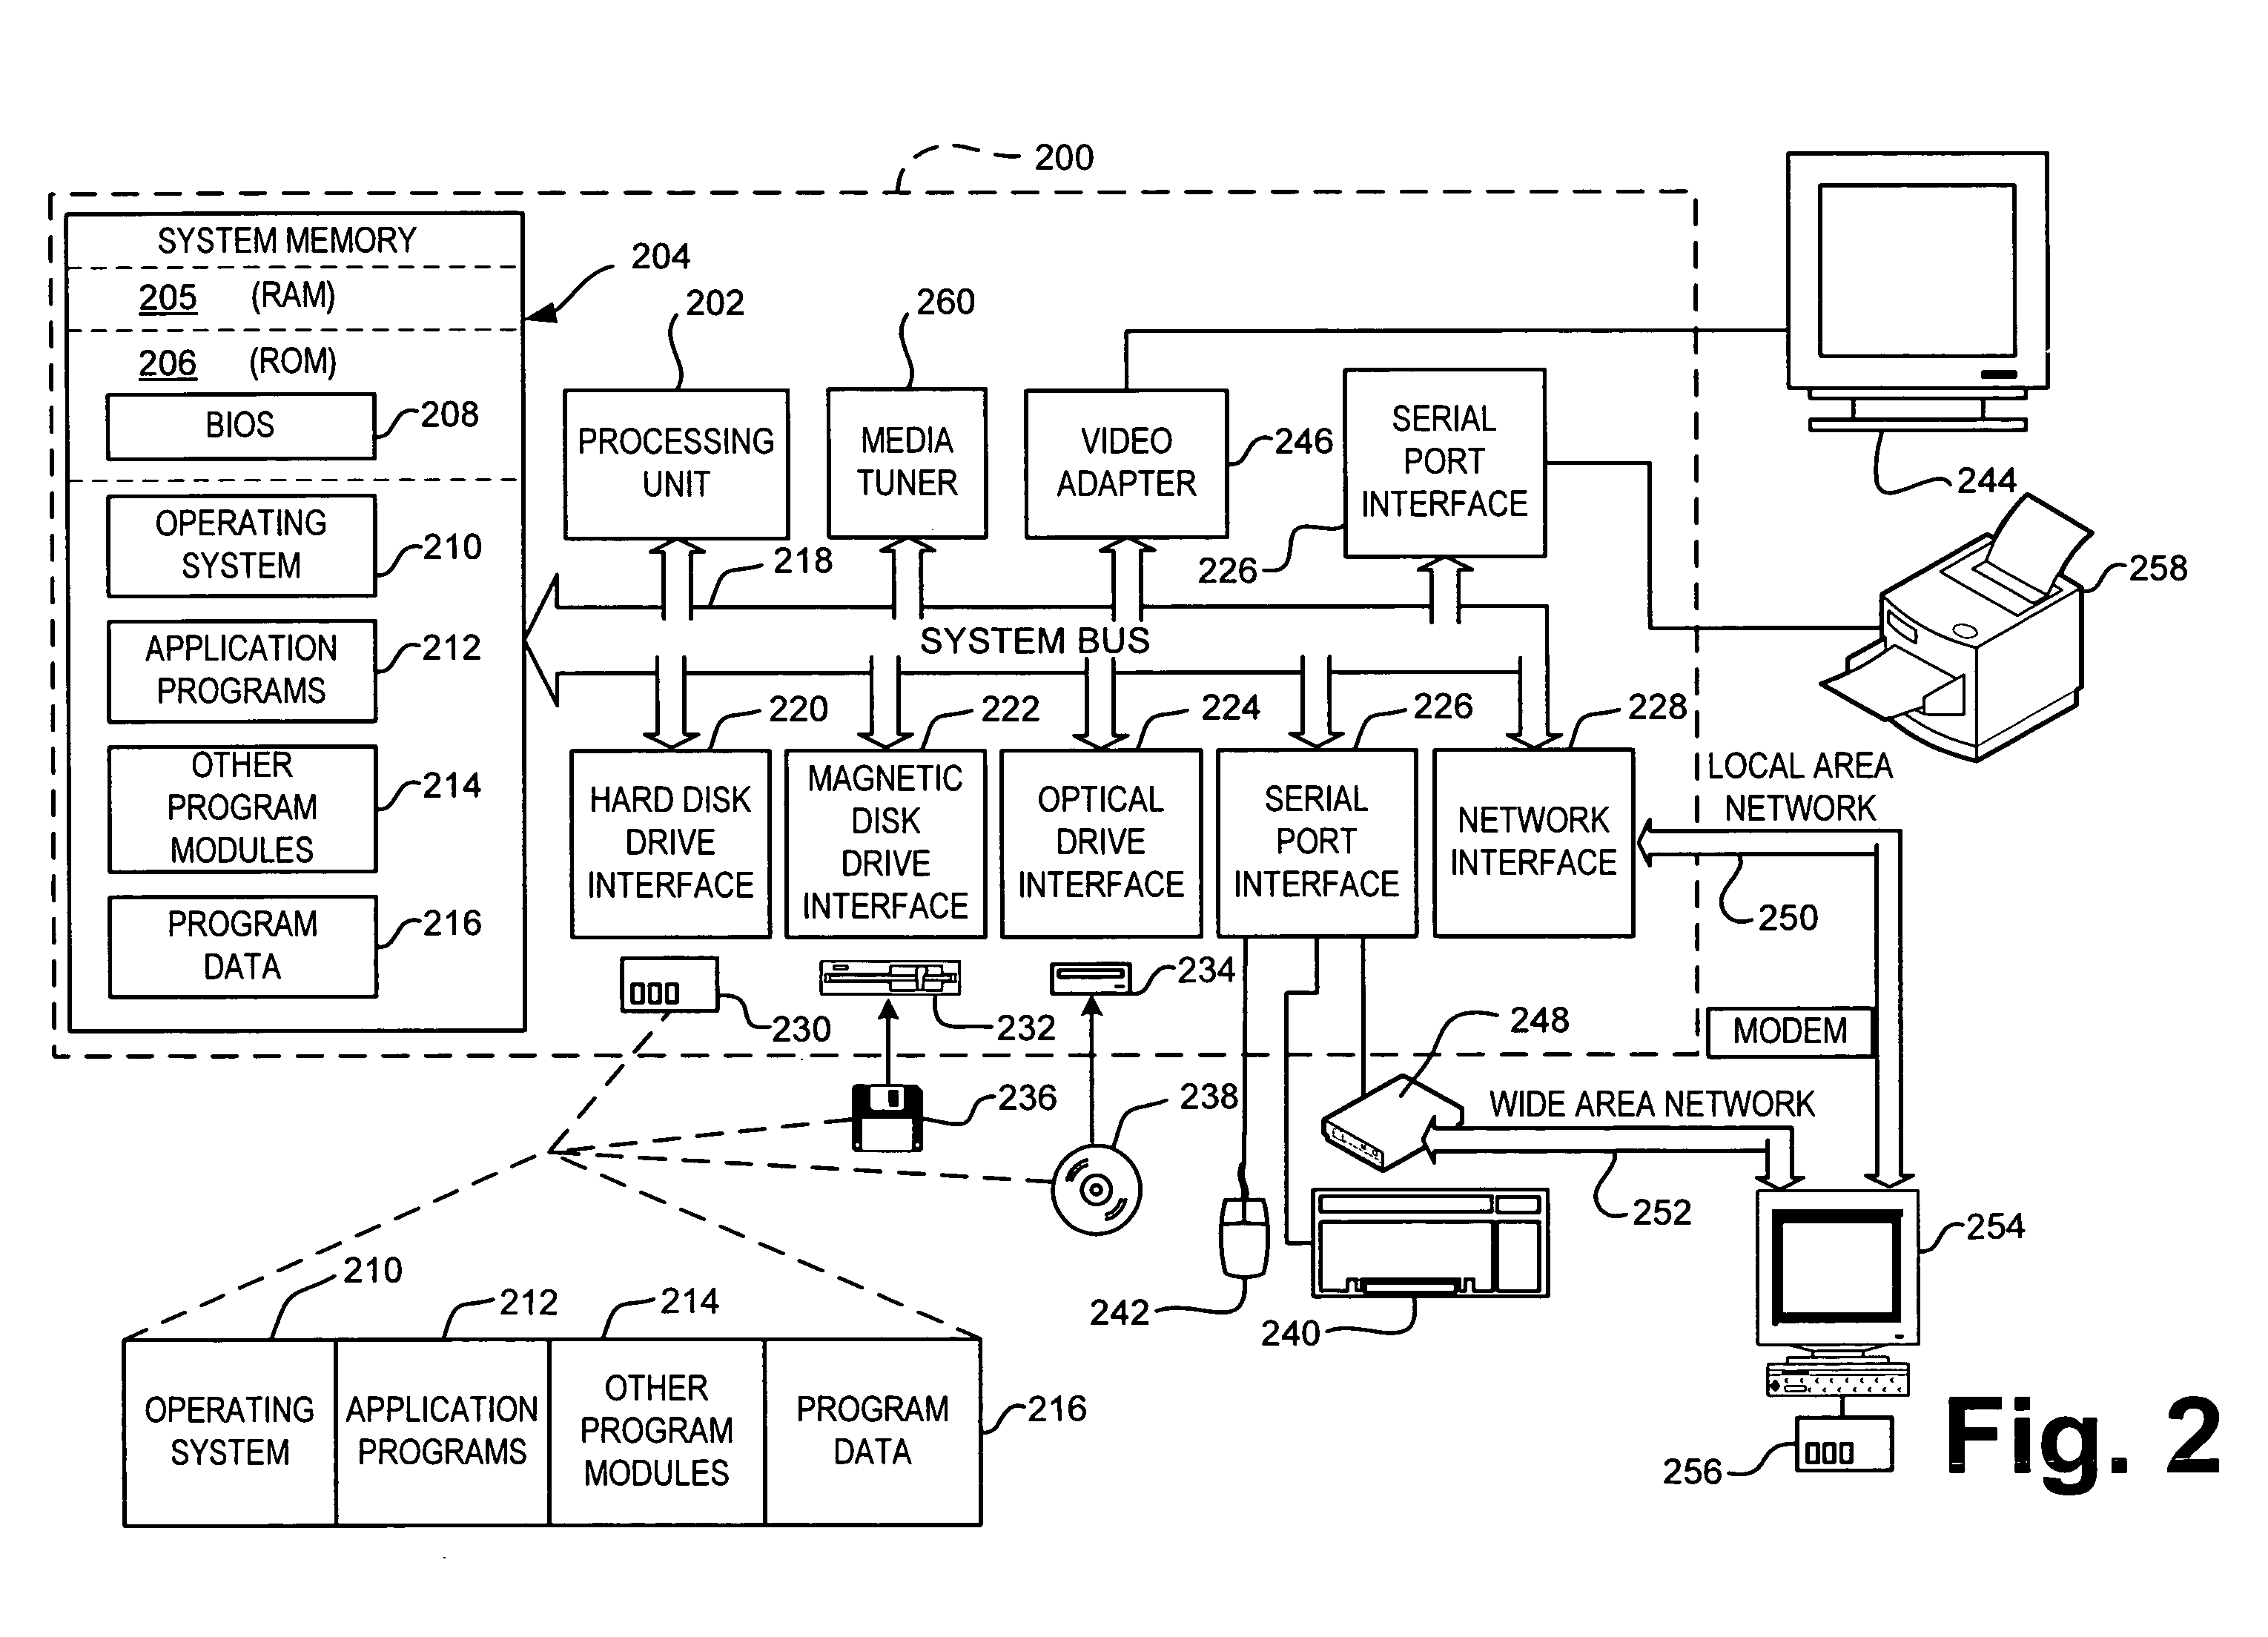 200
SYSTEM MEMORY
204
205 (RAM)
206 (ROM)
BIOS
208
OPERATING
SYSTEM
210
APPLICATION
PROGRAMS
212
OTHER
PROGRAM
MODULES
214
PROGRAM
DATA
216
202
PROCESSING
UNIT
260
MEDIA
TUNER
VIDEO
ADAPTER
246
SERIAL
PORT
INTERFACE
226
244
258
218
SYSTEM BUS
220
HARD DISK
DRIVE
INTERFACE
222
MAGNETIC
DISK
DRIVE
INTERFACE
224
OPTICAL
DRIVE
INTERFACE
226
SERIAL
PORT
INTERFACE
228
NETWORK
INTERFACE
LOCAL AREA
NETWORK
250
230
232
234
MODEM
236
238
248
WIDE AREA NETWORK
252
254
242
240
256
210
212
214
OPERATING
SYSTEM
APPLICATION
PROGRAMS
OTHER
PROGRAM
MODULES
PROGRAM
DATA
216
Fig. 2